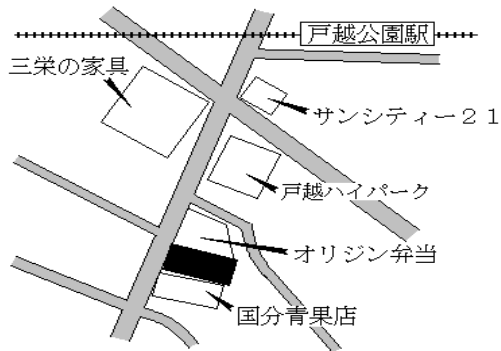 戸越公園駅
三栄の家具
サンシティー２１
戸越ハイパーク
オリジン弁当
国分青果店